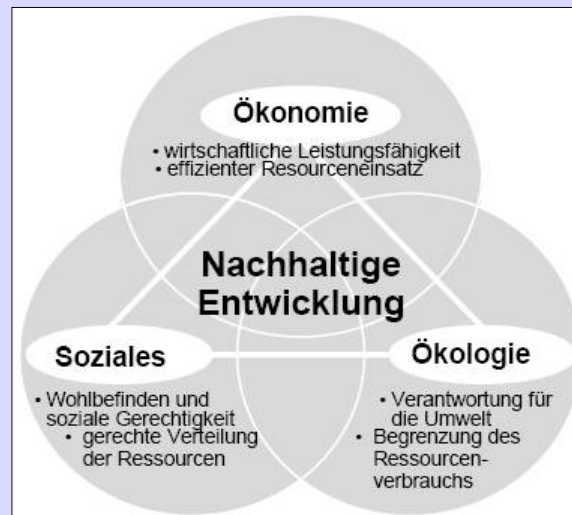 Ökonomie
• wirtschaftliche Leistungsfähigkeit
• effizienter Resourceneinsatz
Nachhaltige
Entwicklung
Soziales
• Wohlbefinden und
soziale Gerechtigkeit
• gerechte Verteilung
der Ressourcen
Ökologie
• Verantwortung für
die Umwelt
• Begrenzung des
Ressourcen-
verbrauchs